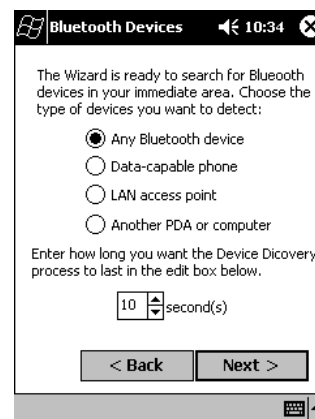 Bluetooth Devices 10:34
The Wizard is ready to search for Blueooth
devices in your immediate area. Choose the
type of devices you want to detect:
Any Bluetooth device
Data-capable phone
LAN access point
Another PDA or computer
Enter how long you want the Device Dicovery
process to last in the edit box below.
10 second(s)
< Back Next >